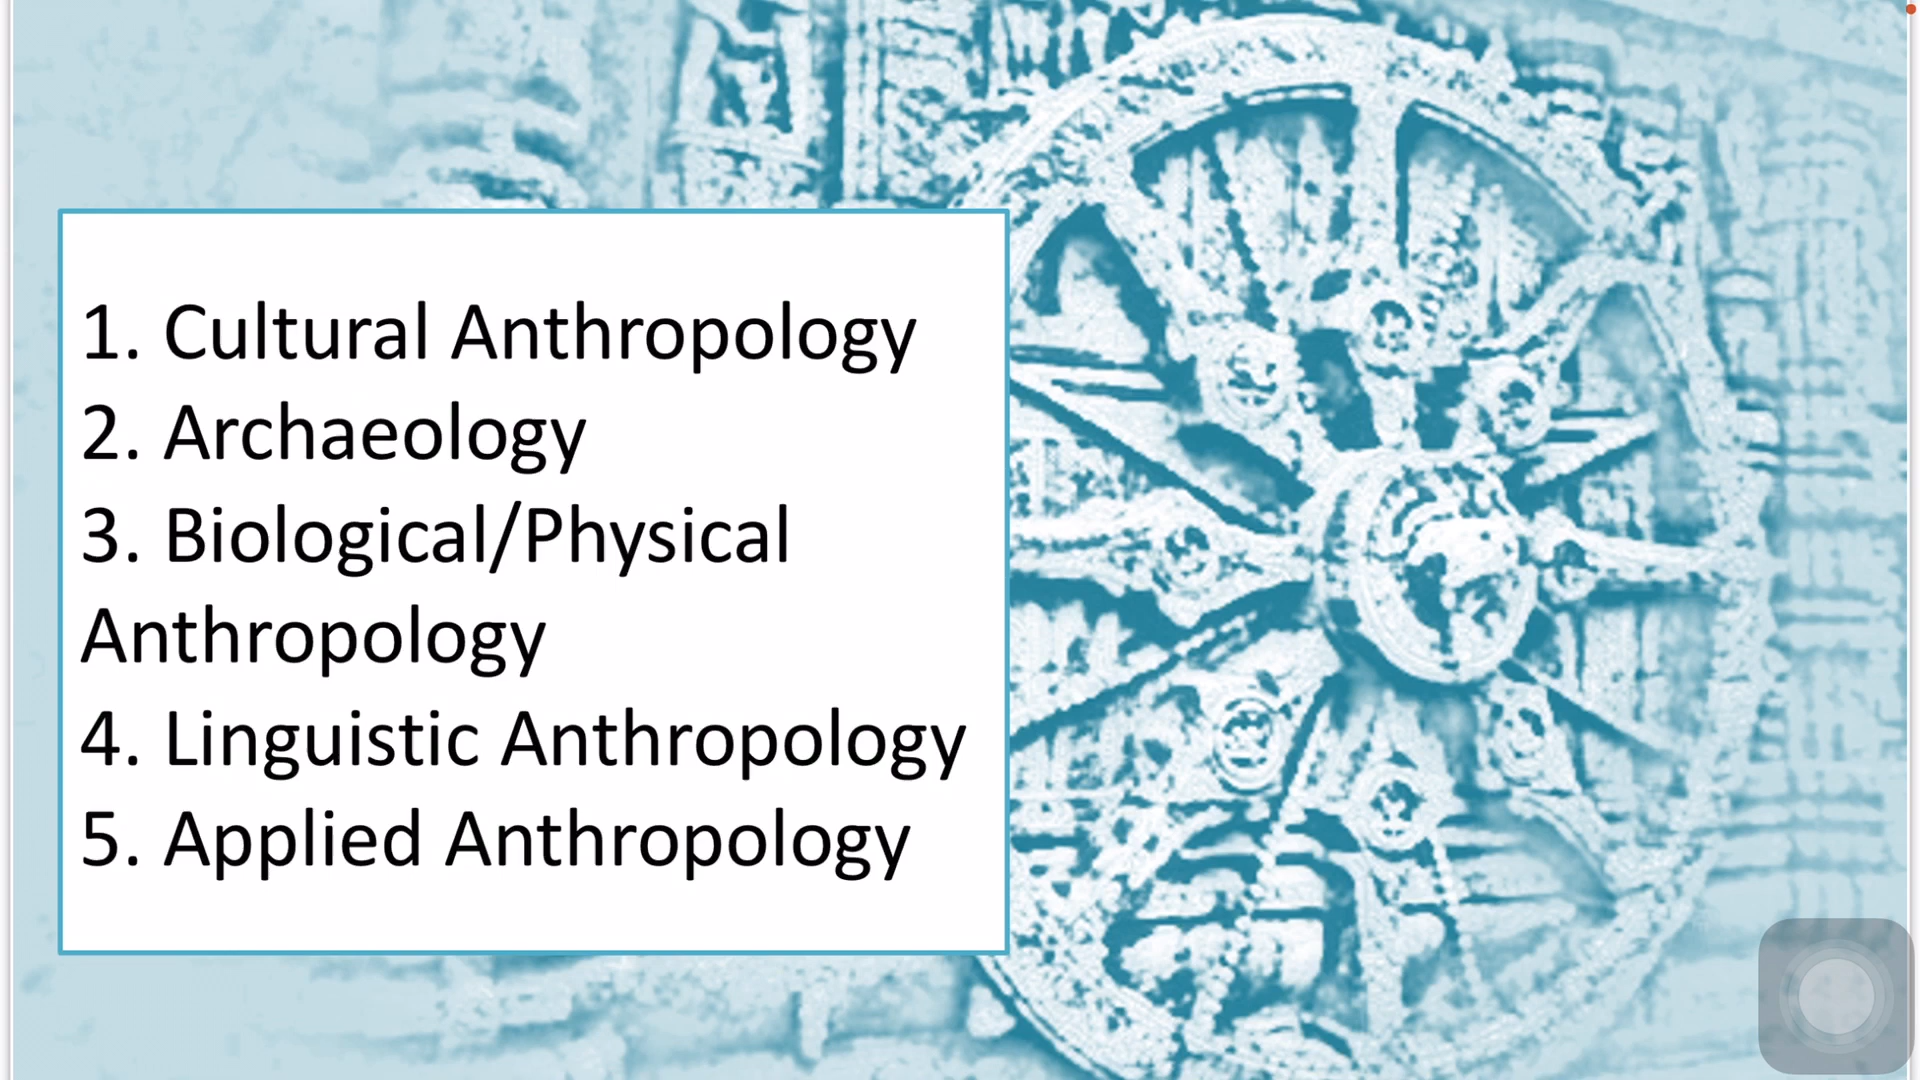 1. Cultural Anthropology
2. Archaeology
3. Biological/Physical
Anthropology
4. Linguistic Anthropology
5. Applied Anthropology